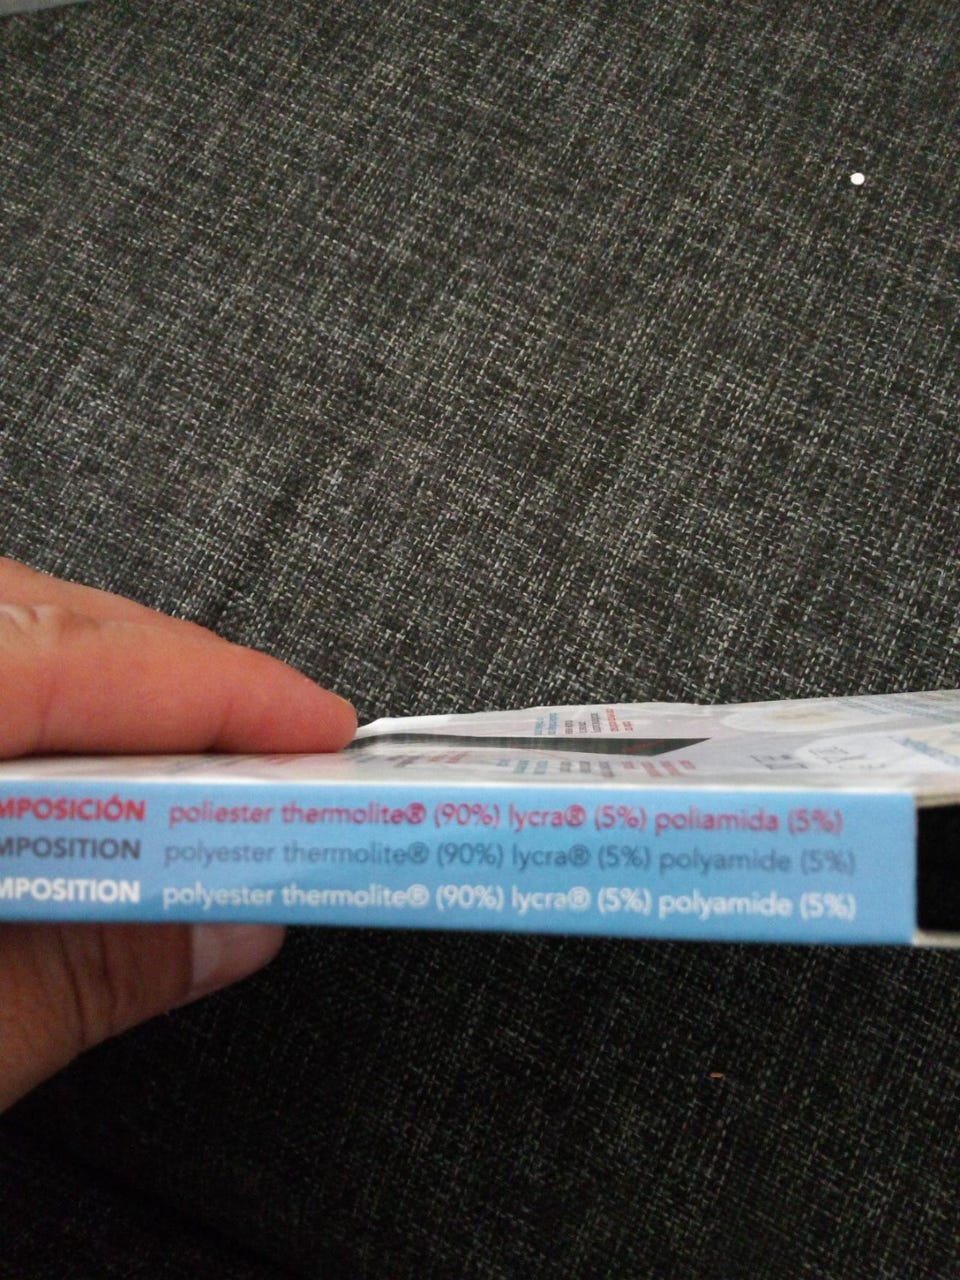 MPOSICIÓN poliester thermolite® (90%) lycra® (5%) poliamida (5%)
MPOSITION polyester thermolite® (90%) lycra® (5%) polyamide (5%)
MPOSITION polyester thermolite® (90%) lycra® (5%) polyamide (5%)